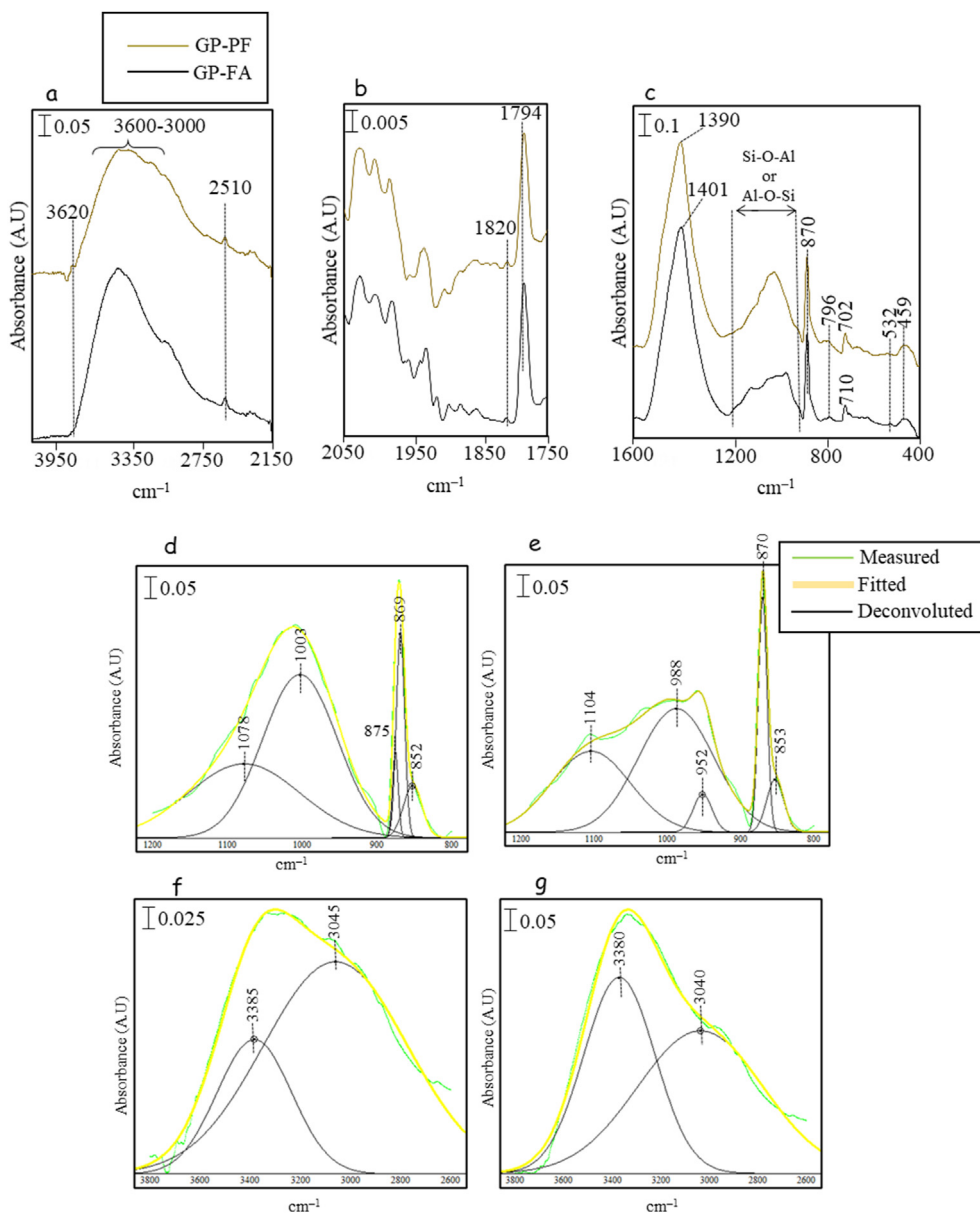 GP-PF
GP-FA
a
0.05
3600-3000
3620
2510
Absorbance (A.U)
3950 3350 2750 2150
cm⁻¹
b
0.005
1794
1820
Absorbance (A.U)
2050 1950 1850 1750
cm⁻¹
c
0.1
1390
1401
Si-O-Al
or
Al-O-Si
870
796
702
710
532
459
Absorbance (A.U)
1600 1200 800 400
cm⁻¹
d
0.05
1078
1003
875
869
852
Absorbance (A.U)
1200 1100 1000 900 800
cm⁻¹
e
0.05
1104
988
952
870
853
Absorbance (A.U)
1200 1100 1000 900 800
cm⁻¹
Measured
Fitted
Deconvoluted
f
0.025
3385
3045
Absorbance (A.U)
3800 3600 3400 3200 3000 2800 2600
cm⁻¹
g
0.05
3380
3040
Absorbance (A.U)
3800 3600 3400 3200 3000 2800 2600
cm⁻¹